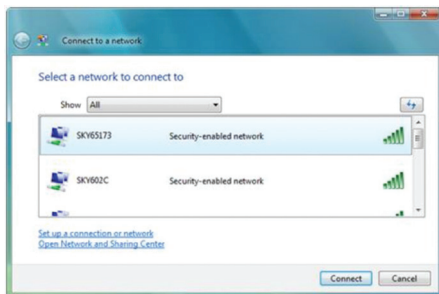 Connect to a network
Select a network to connect to
Show All
SKY65173 Security-enabled network
SKY602C Security-enabled network
Set up a connection or network
Open Network and Sharing Center
Connect Cancel